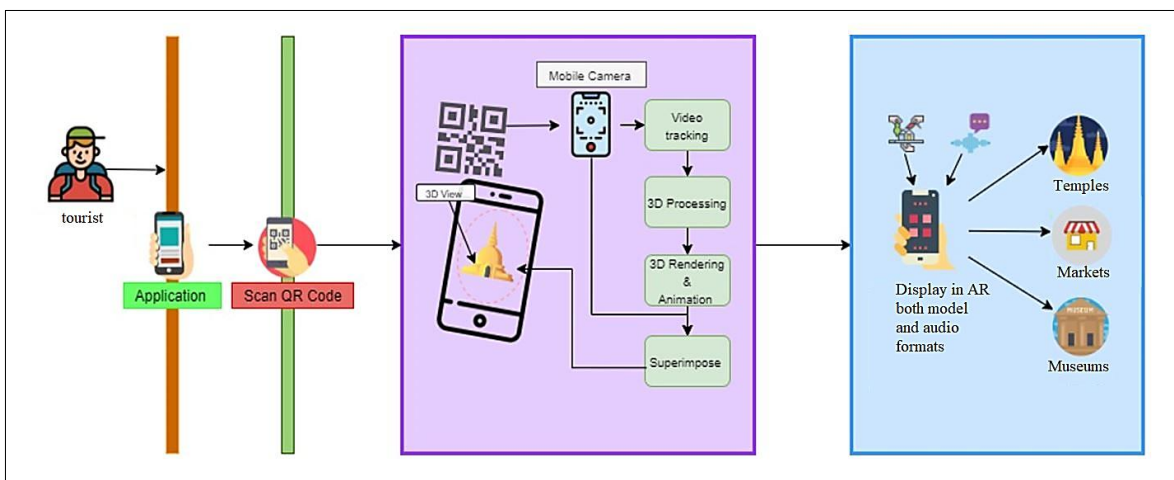 tourist
Application
Scan QR Code
Mobile Camera
3D View
Video
tracking
3D Processing
3D Rendering
&
Animation
Superimpose
Display in AR
both model
and audio
formats
Temples
Markets
MUSEUM
Museums